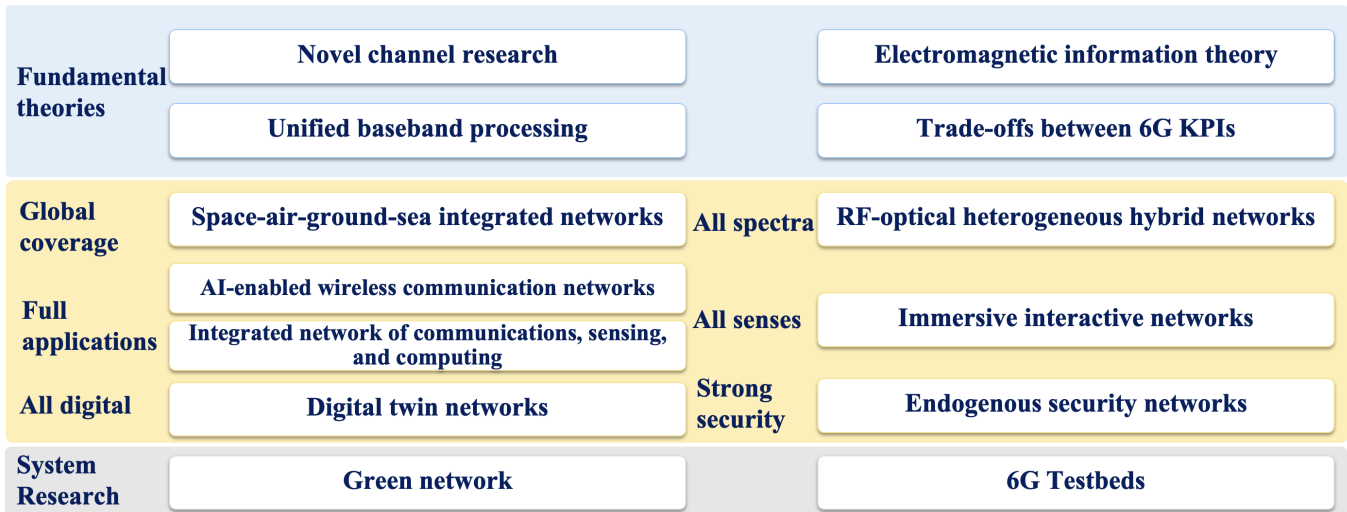 Fundamental
theories
Novel channel research
Electromagnetic information theory
Unified baseband processing
Trade-offs between 6G KPIs
Global
coverage
Space-air-ground-sea integrated networks
All spectra
RF-optical heterogeneous hybrid networks
Full
applications
AI-enabled wireless communication networks
Integrated network of communications, sensing,
and computing
All senses
Immersive interactive networks
All digital
Digital twin networks
Strong
security
Endogenous security networks
System
Research
Green network
6G Testbeds